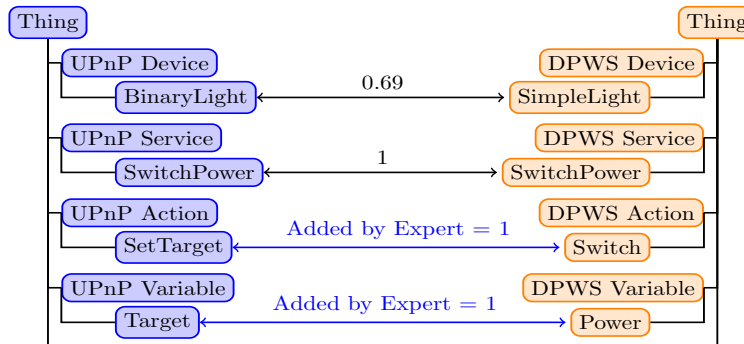 Thing Thing
UPnP Device DPWS Device
BinaryLight 0.69 SimpleLight
UPnP Service DPWS Service
SwitchPower 1 SwitchPower
UPnP Action DPWS Action
SetTarget Added by Expert = 1 Switch
UPnP Variable DPWS Variable
Target Added by Expert = 1 Power